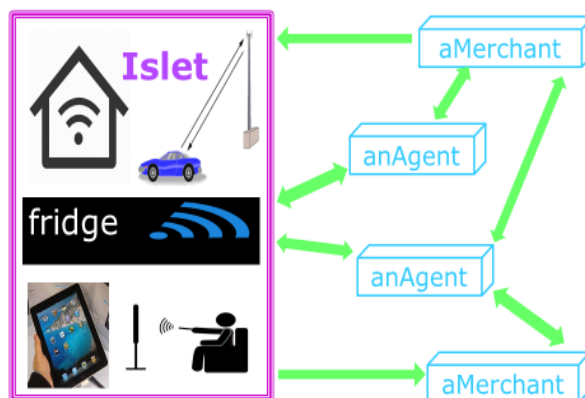 Islet
aMerchant
anAgent
fridge
anAgent
aMerchant